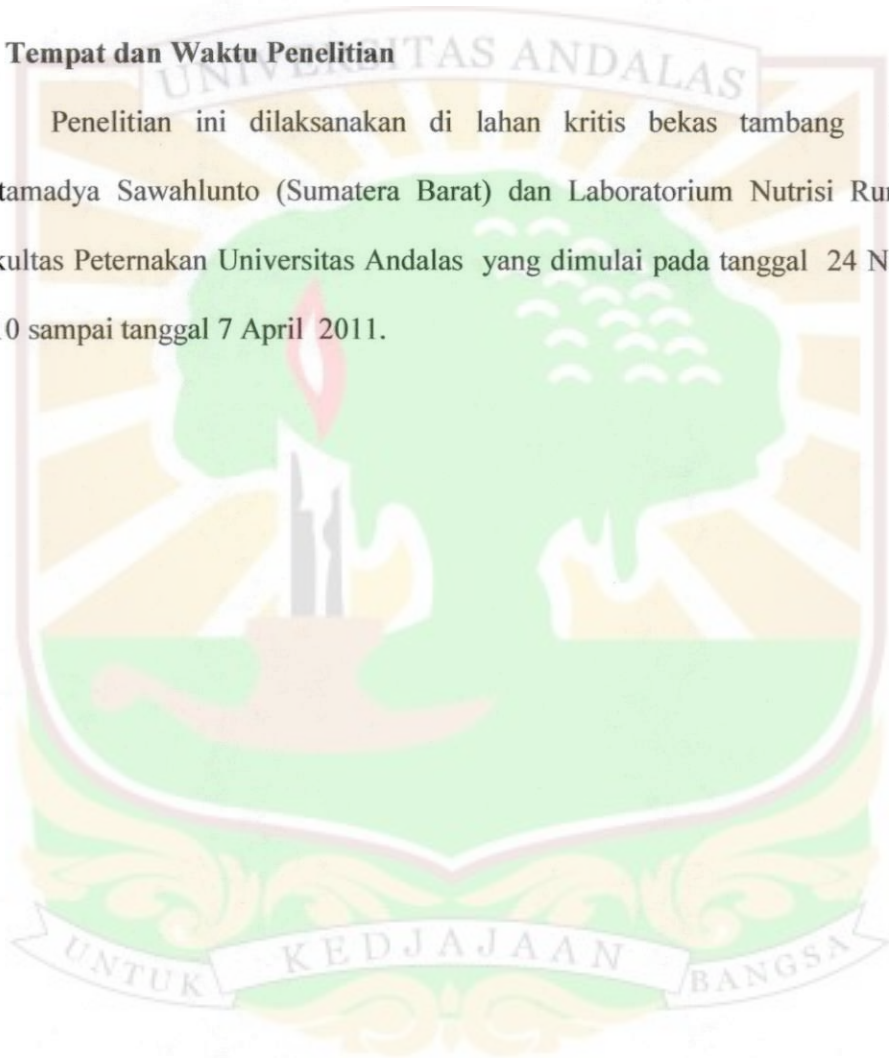 Tempat dan Waktu Penelitian
UNIVERSITAS ANDALAS
Penelitian ini dilaksanakan di lahan kritis bekas tambang
tamadya Sawahlunto (Sumatera Barat) dan Laboratorium Nutrisi Rur
kultas Peternakan Universitas Andalas yang dimulai pada tanggal 24 N
0 sampai tanggal 7 April 2011.
UNTUK KEDJAJAAN BANGSA